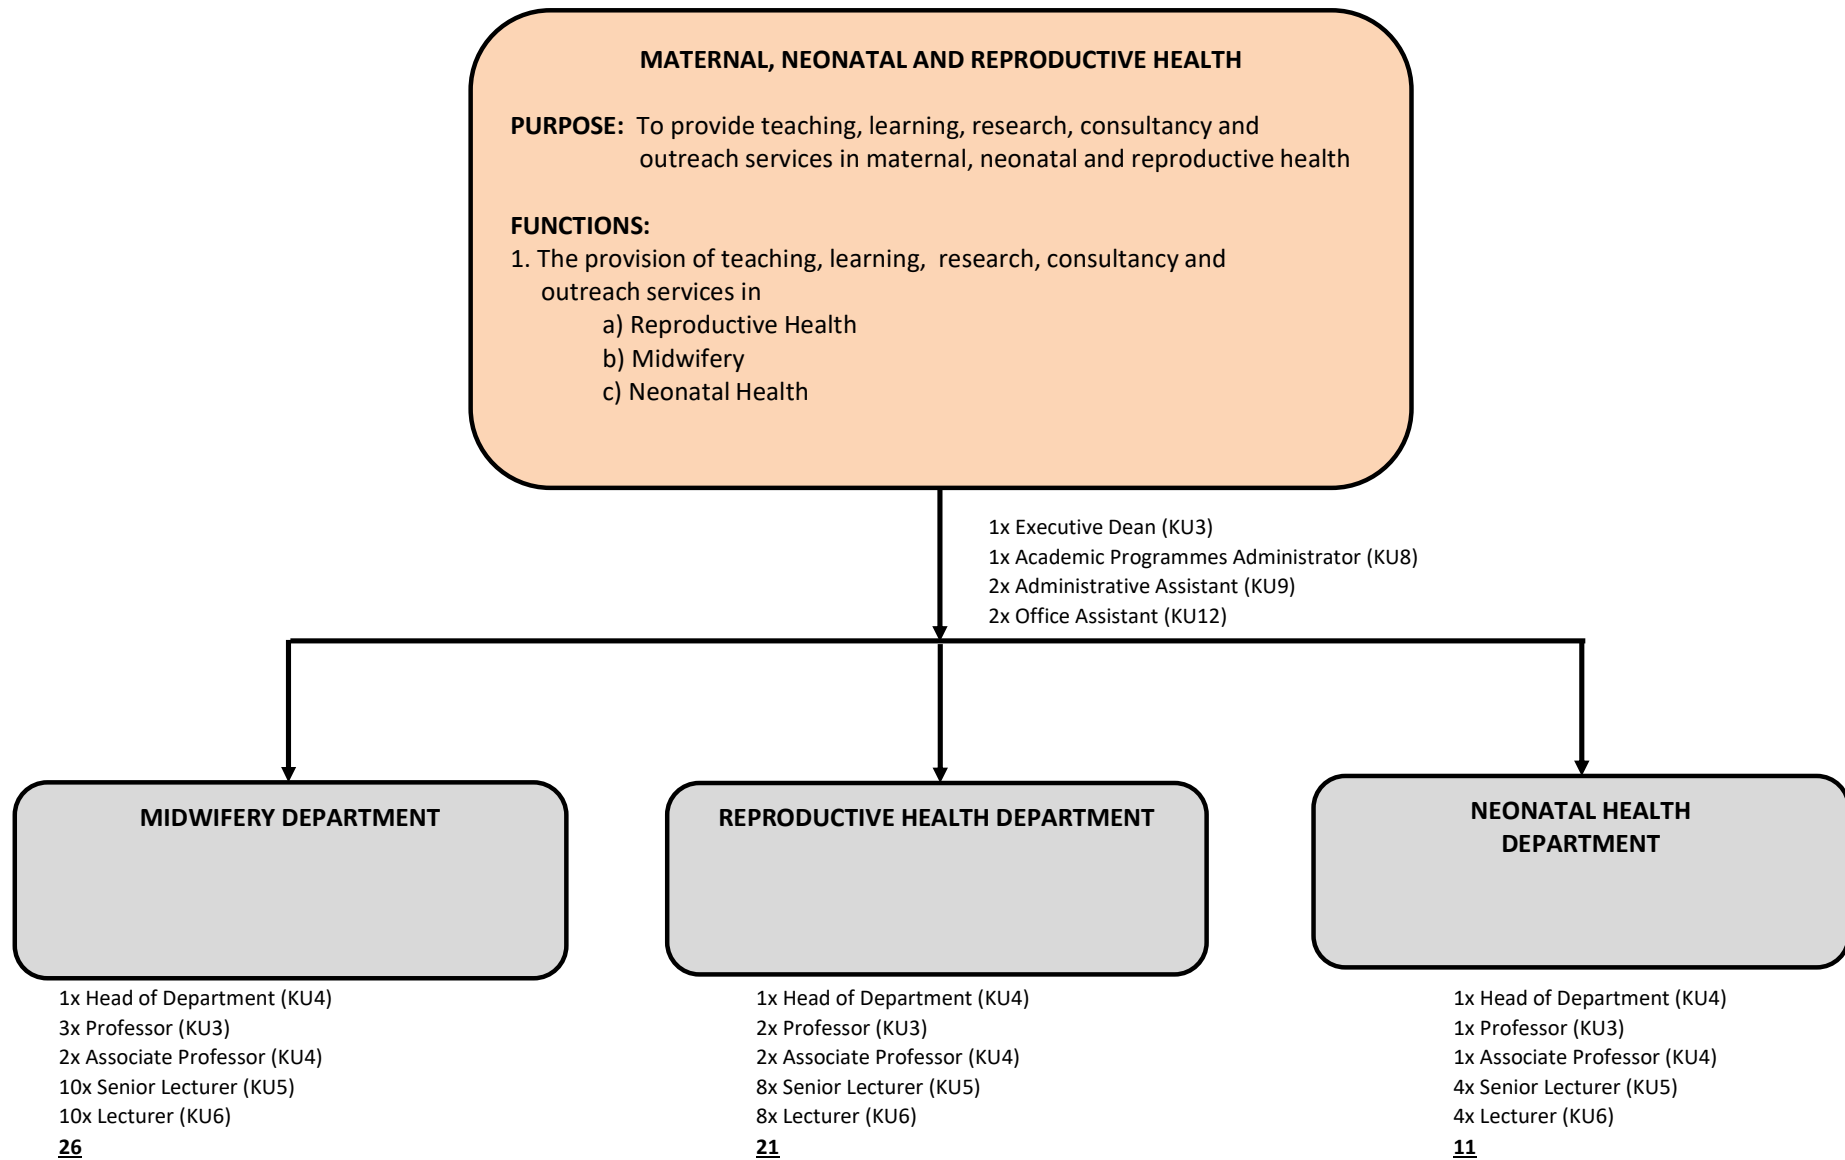 MATERNAL, NEONATAL AND REPRODUCTIVE HEALTH
PURPOSE: To provide teaching, learning, research, consultancy and
outreach services in maternal, neonatal and reproductive health
FUNCTIONS:
1. The provision of teaching, learning, research, consultancy and
outreach services in
a) Reproductive Health
b) Midwifery
c) Neonatal Health
1x Executive Dean (KU3)
1x Academic Programmes Administrator (KU8)
2x Administrative Assistant (KU9)
2x Office Assistant (KU12)
MIDWIFERY DEPARTMENT
1x Head of Department (KU4)
3x Professor (KU3)
2x Associate Professor (KU4)
10x Senior Lecturer (KU5)
10x Lecturer (KU6)
26
REPRODUCTIVE HEALTH DEPARTMENT
1x Head of Department (KU4)
2x Professor (KU3)
2x Associate Professor (KU4)
8x Senior Lecturer (KU5)
8x Lecturer (KU6)
21
NEONATAL HEALTH
DEPARTMENT
1x Head of Department (KU4)
1x Professor (KU3)
1x Associate Professor (KU4)
4x Senior Lecturer (KU5)
4x Lecturer (KU6)
11